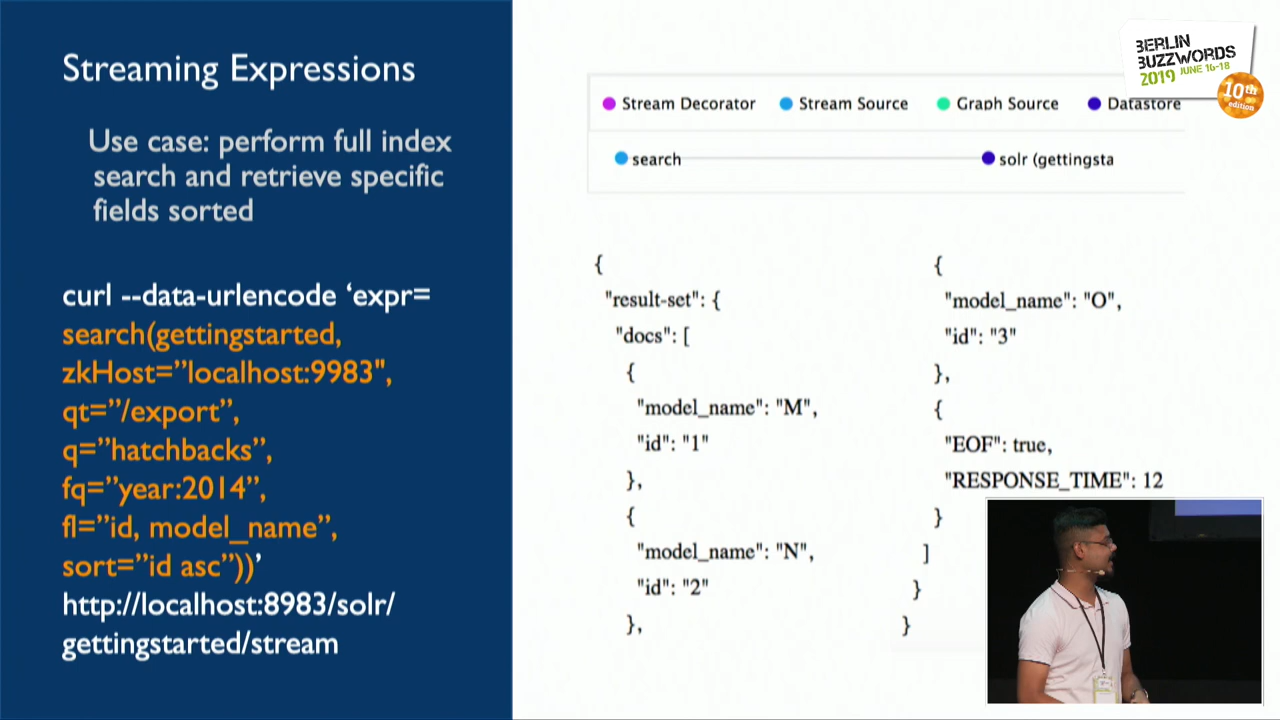 Streaming Expressions
Use case: perform full index
search and retrieve specific
fields sorted
curl --data-urlencode ‘expr=
search(gettingstarted,
zkHost=”localhost:9983",
qt=”/export”,
q=”hatchbacks”,
fq=”year:2014”,
fl=”id, model_name”,
sort=”id asc”))’
http://localhost:8983/solr/
gettingstarted/stream
BERLIN
BUZZWORDS
2019 JUNE 16-18
10th
edition
Stream Decorator Stream Source Graph Source Datastore
search solr (gettingsta
{
"result-set": {
"docs": [
{
"model_name": "M",
"id": "1"
},
{
"model_name": "N",
"id": "2"
},
{
"model_name": "O",
"id": "3"
},
{
"EOF": true,
"RESPONSE_TIME": 12
}
]
}
}